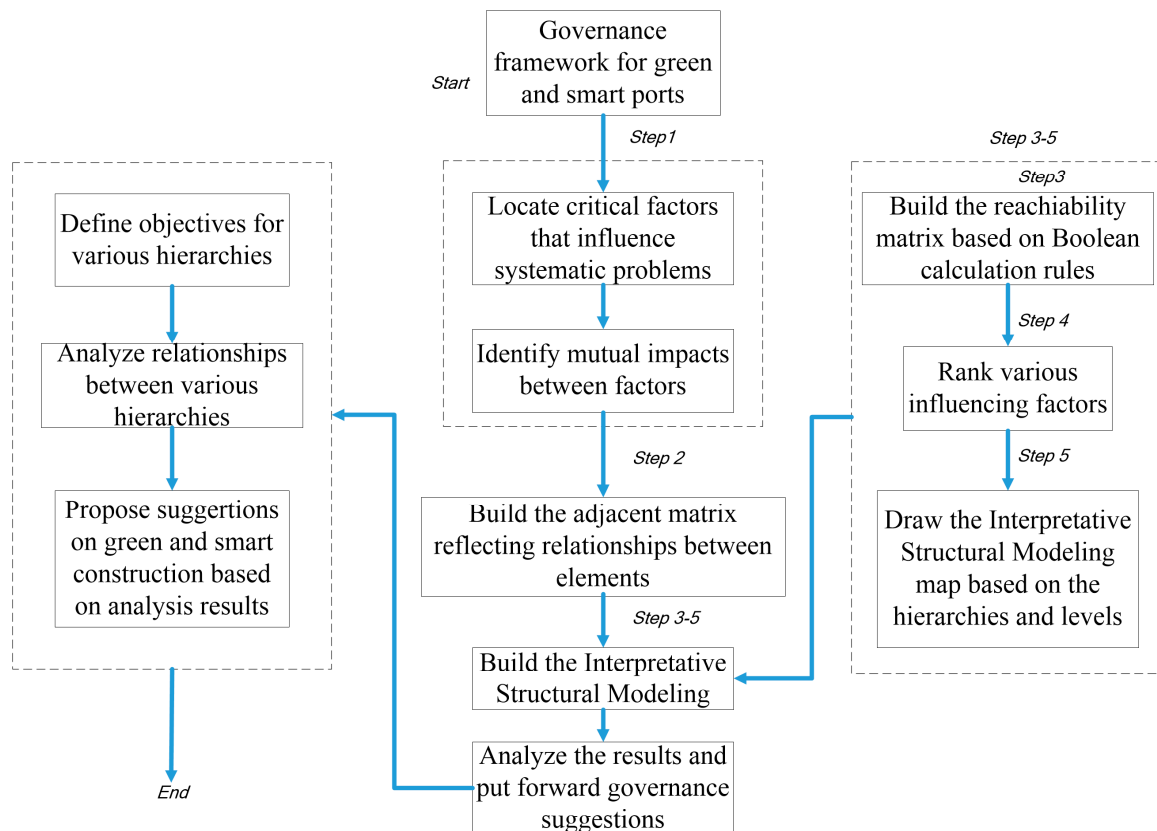 Start
Governance
framework for green
and smart ports
Step1
Locate critical factors
that influence
systematic problems
Identify mutual impacts
between factors
Step 2
Build the adjacent matrix
reflecting relationships between
elements
Step 3-5
Build the Interpretative
Structural Modeling
Analyze the results and
put forward governance
suggestions
Step 3-5
Step3
Build the reachiability
matrix based on Boolean
calculation rules
Step 4
Rank various
influencing factors
Step 5
Draw the Interpretative
Structural Modeling
map based on the
hierarchies and levels
Define objectives for
various hierarchies
Analyze relationships
between various
hierarchies
Propose suggertions
on green and smart
construction based
on analysis results
End